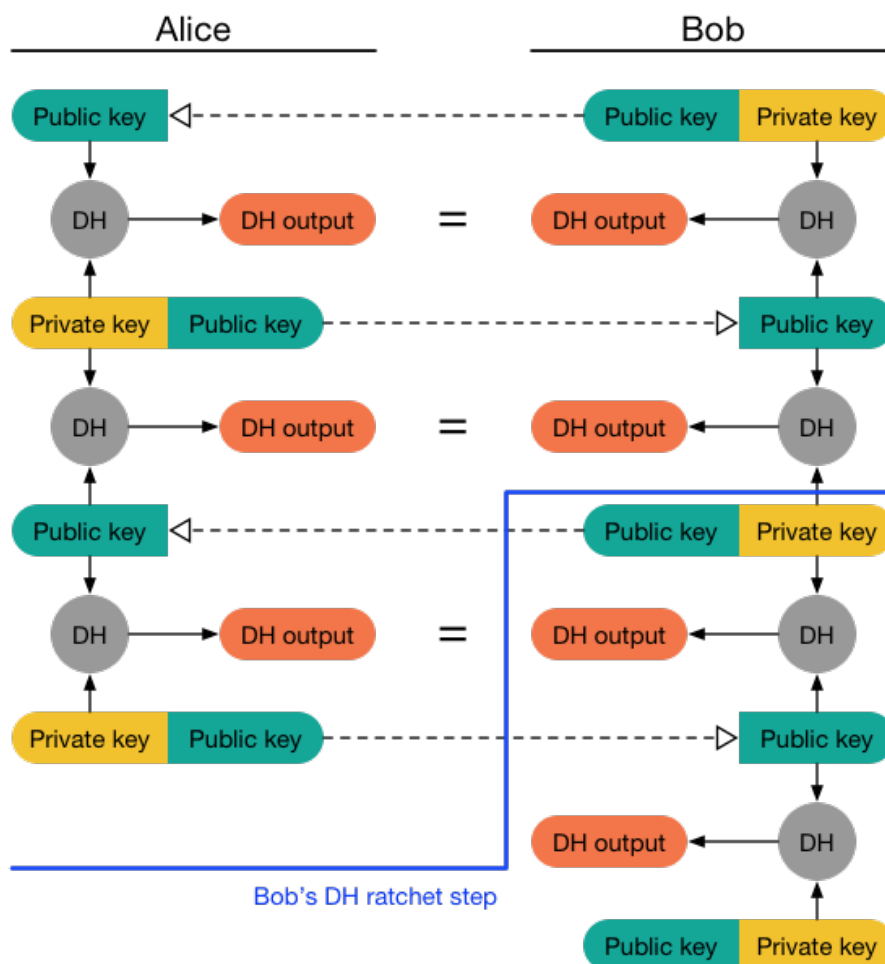 Alice Bob
Public key Public key Private key
DH DH output = DH output DH
Private key Public key Public key
DH DH output = DH output DH
Public key Public key Private key
DH DH output = DH output DH
Private key Public key Public key
DH output DH
Bob's DH ratchet step
Public key Private key